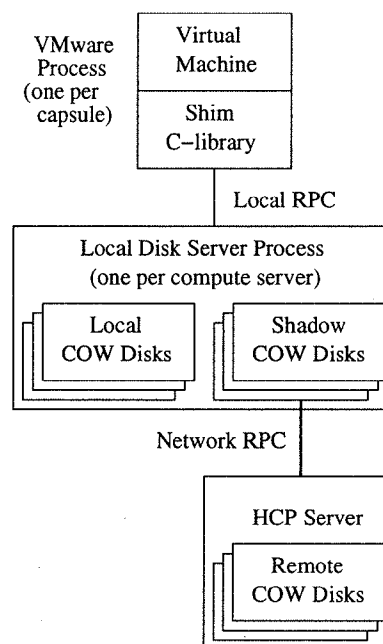 VMware
Process
(one per
capsule)
Virtual
Machine
Shim
C-library
Local RPC
Local Disk Server Process
(one per compute server)
Local
COW Disks
Shadow
COW Disks
Network RPC
HCP Server
Remote
COW Disks